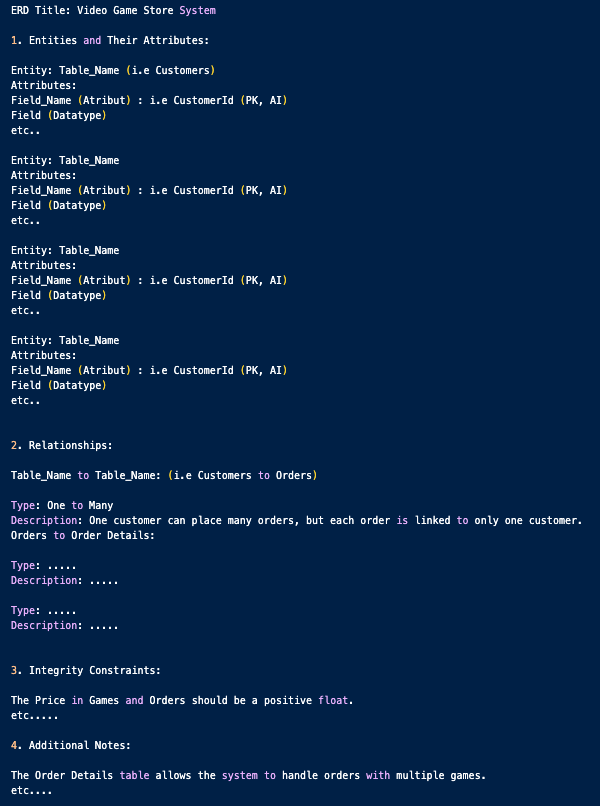 ERD Title: Video Game Store System
1. Entities and Their Attributes:
Entity: Table_Name (i.e Customers)
Attributes:
Field_Name (Atribut) : i.e CustomerId (PK, AI)
Field (Datatype)
etc..
Entity: Table_Name
Attributes:
Field_Name (Atribut) : i.e CustomerId (PK, AI)
Field (Datatype)
etc..
Entity: Table_Name
Attributes:
Field_Name (Atribut) : i.e CustomerId (PK, AI)
Field (Datatype)
etc..
Entity: Table_Name
Attributes:
Field_Name (Atribut) : i.e CustomerId (PK, AI)
Field (Datatype)
etc..
2. Relationships:
Table_Name to Table_Name: (i.e Customers to Orders)
Type: One to Many
Description: One customer can place many orders, but each order is linked to only one customer.
Orders to Order Details:
Type: .....
Description: .....
Type: .....
Description: .....
3. Integrity Constraints:
The Price in Games and Orders should be a positive float.
etc.....
4. Additional Notes:
The Order Details table allows the system to handle orders with multiple games.
etc....